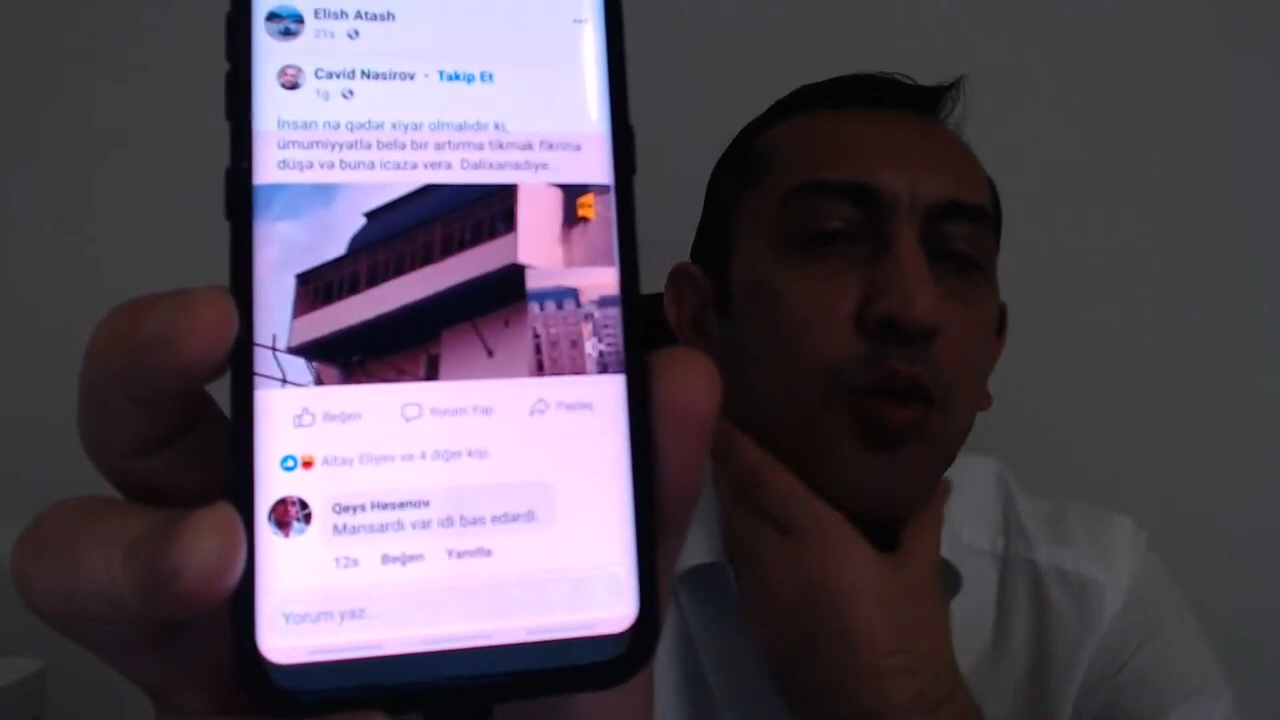 Elish Atash
21s
Cavid Nəsirov · Takip Et
1g
İnsan nə qədər xiyar olmalıdır ki,
ümumiyyətlə belə bir artırma tikmək fikrinə
düşə və buna icazə verə. Dəlixanadiye...
Beğen Yorum Yap Paylaş
Altay Eliyev ve 4 diğer kişi
Qeys Hesenov
Mansardı var idi bəs edərdi.
12s Beğen Yanıtla
Yorum yaz...